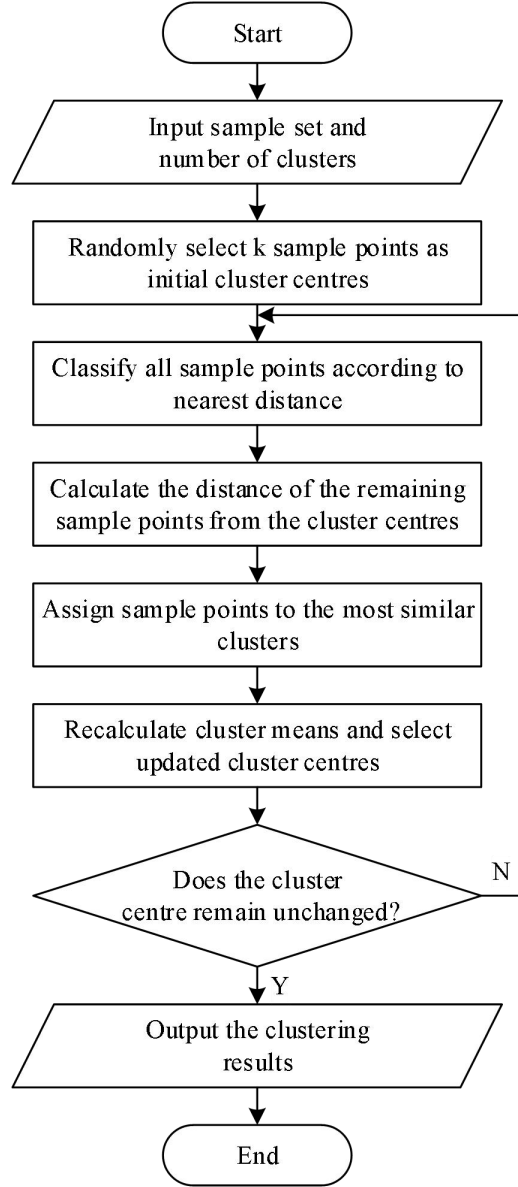 Start
Input sample set and
number of clusters
Randomly select k sample points as
initial cluster centres
Classify all sample points according to
nearest distance
Calculate the distance of the remaining
sample points from the cluster centres
Assign sample points to the most similar
clusters
Recalculate cluster means and select
updated cluster centres
Does the cluster
centre remain unchanged?
N
Y
Output the clustering
results
End